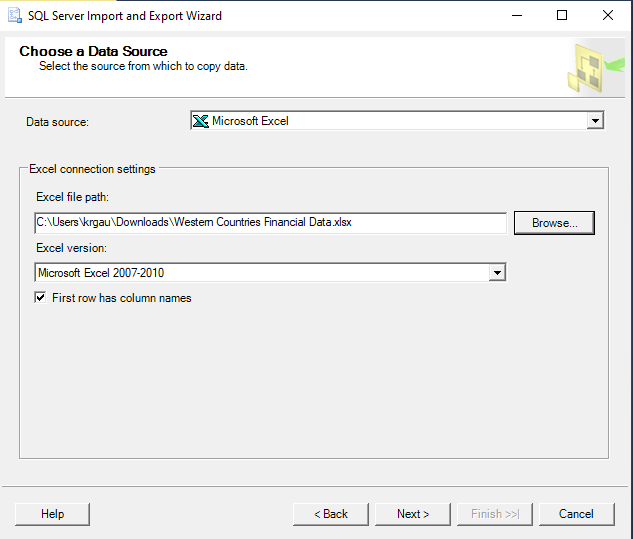 SQL Server Import and Export Wizard
Choose a Data Source
Select the source from which to copy data.
Data source:
Microsoft Excel
Excel connection settings
Excel file path:
C:\Users\krgau\Downloads\Western Countries Financial Data.xlsx
Browse...
Excel version:
Microsoft Excel 2007-2010
First row has column names
Help
< Back
Next >
Finish >>|
Cancel